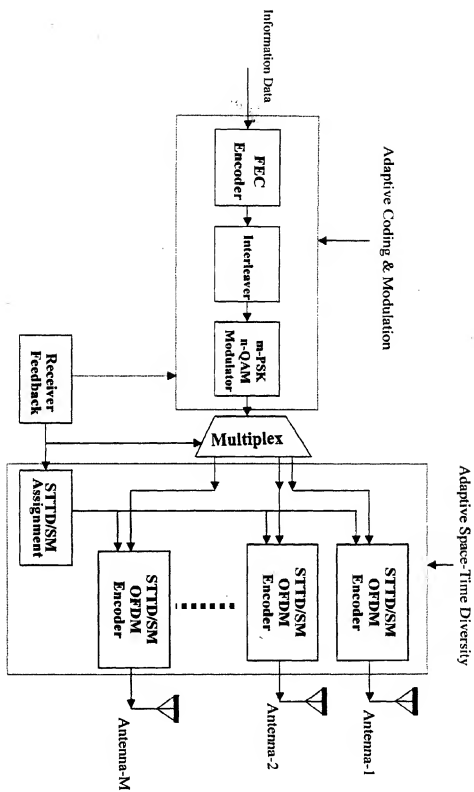 Information Data
Adaptive Coding & Modulation
FEC
Encoder
Interleaver
m-PSK
n-QAM
Modulator
Receiver
Feedback
Multiplex
Adaptive Space-Time Diversity
STTD/SM
Assignment
STTD/SM
OFDM
Encoder
STTD/SM
OFDM
Encoder
STTD/SM
OFDM
Encoder
Antenna-1
Antenna-2
Antenna-M